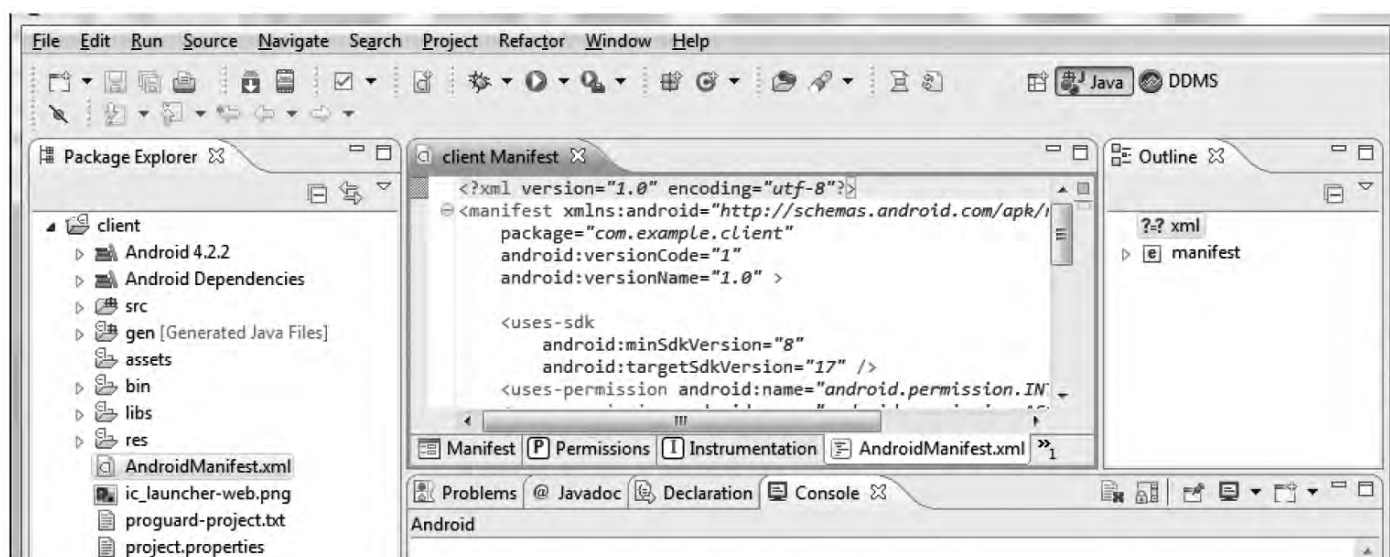 File Edit Run Source Navigate Search Project Refactor Window Help
Java DDMS
Package Explorer
client
Android 4.2.2
Android Dependencies
src
gen [Generated Java Files]
assets
bin
libs
res
AndroidManifest.xml
ic_launcher-web.png
proguard-project.txt
project.properties
client Manifest
<?xml version="1.0" encoding="utf-8"?>
<manifest xmlns:android="http://schemas.android.com/apk/
package="com.example.client"
android:versionCode="1"
android:versionName="1.0" >
<uses-sdk
android:minSdkVersion="8"
android:targetSdkVersion="17" />
<uses-permission android:name="android.permission.IN
Manifest P Permissions I Instrumentation AndroidManifest.xml »1
Outline
?=? xml
e manifest
Problems @ Javadoc Declaration Console
Android